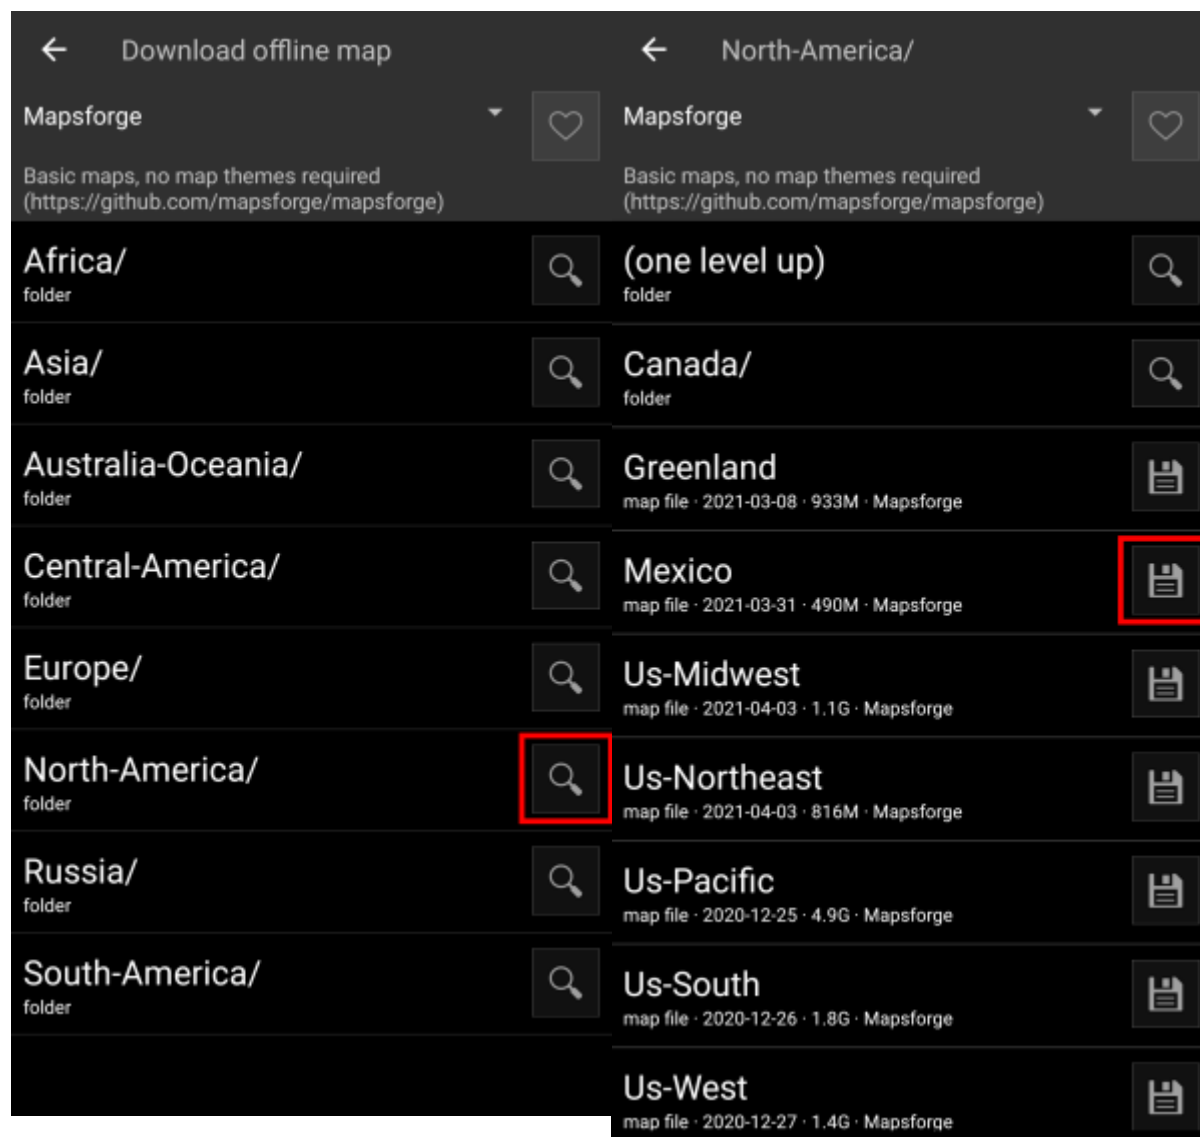 Download offline map
Mapsforge
Basic maps, no map themes required
(https://github.com/mapsforge/mapsforge)
Africa/
folder
Asia/
folder
Australia-Oceania/
folder
Central-America/
folder
Europe/
folder
North-America/
folder
Russia/
folder
South-America/
folder
North-America/
Mapsforge
Basic maps, no map themes required
(https://github.com/mapsforge/mapsforge)
(one level up)
folder
Canada/
folder
Greenland
map file · 2021-03-08 · 933M · Mapsforge
Mexico
map file · 2021-03-31 · 490M · Mapsforge
Us-Midwest
map file · 2021-04-03 · 1.1G · Mapsforge
Us-Northeast
map file · 2021-04-03 · 816M · Mapsforge
Us-Pacific
map file · 2020-12-25 · 4.9G · Mapsforge
Us-South
map file · 2020-12-26 · 1.8G · Mapsforge
Us-West
map file · 2020-12-27 · 1.4G · Mapsforge